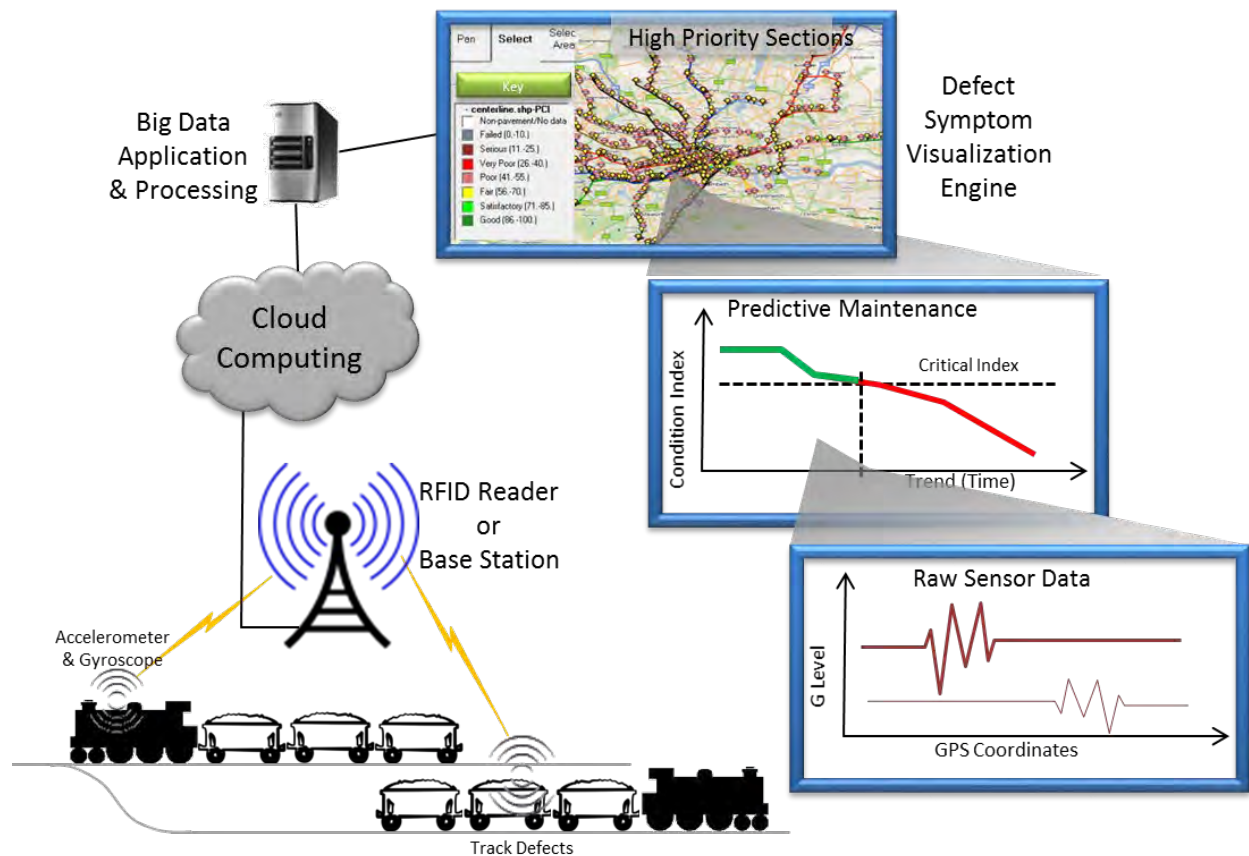 Pan
Select
Selec
Area
High Priority Sections
Key
- centerline.shp-PCI
Non-pavement/No data
Failed (0.-10.)
Serious (11.-25.)
Very Poor (26.-40.)
Poor (41.-55.)
Fair (56.-70.)
Satisfactory (71.-85.)
Good (86.-100.)
Big Data
Application
& Processing
Defect
Symptom
Visualization
Engine
Cloud
Computing
Predictive Maintenance
Critical Index
Condition Index
Trend (Time)
RFID Reader
or
Base Station
Raw Sensor Data
G Level
GPS Coordinates
Accelerometer
& Gyroscope
Track Defects